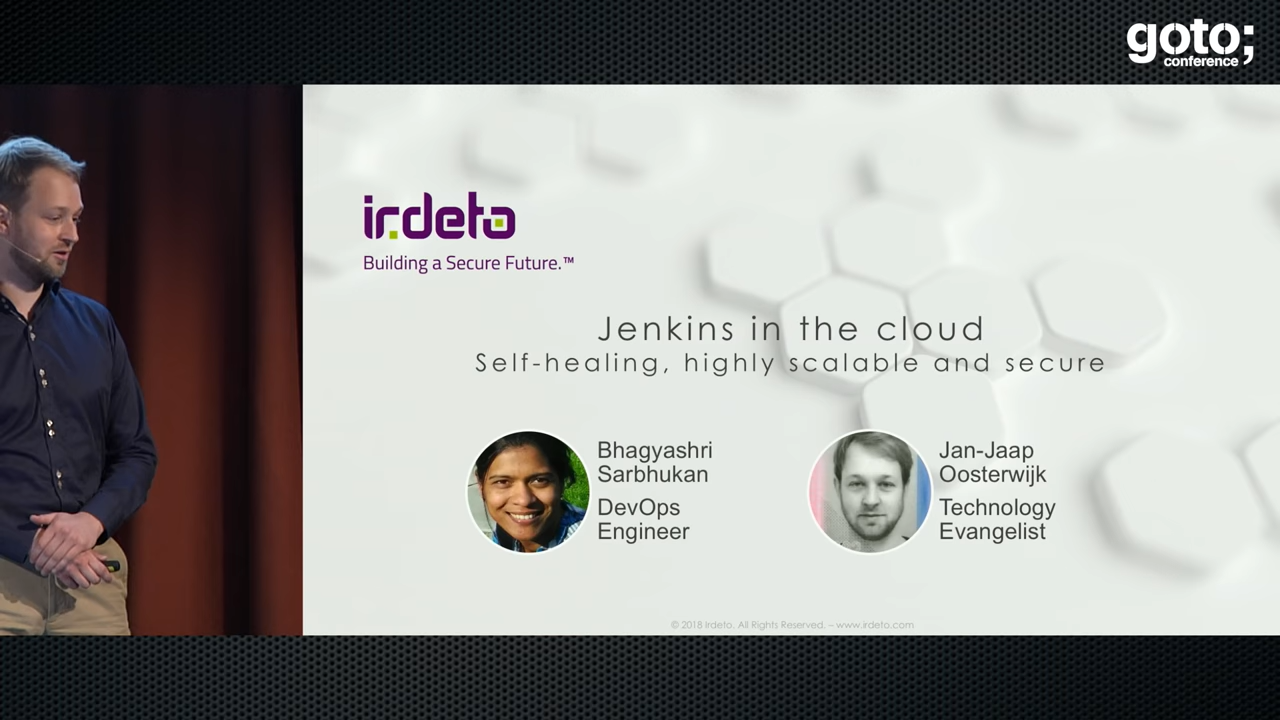 goto;
conference
irdeto
Building a Secure Future.™
Jenkins in the cloud
Self-healing, highly scalable and secure
Bhagyashri
Sarbhukan
DevOps
Engineer
Jan-Jaap
Oosterwijk
Technology
Evangelist
© 2018 Irdeto. All Rights Reserved. – www.irdeto.com